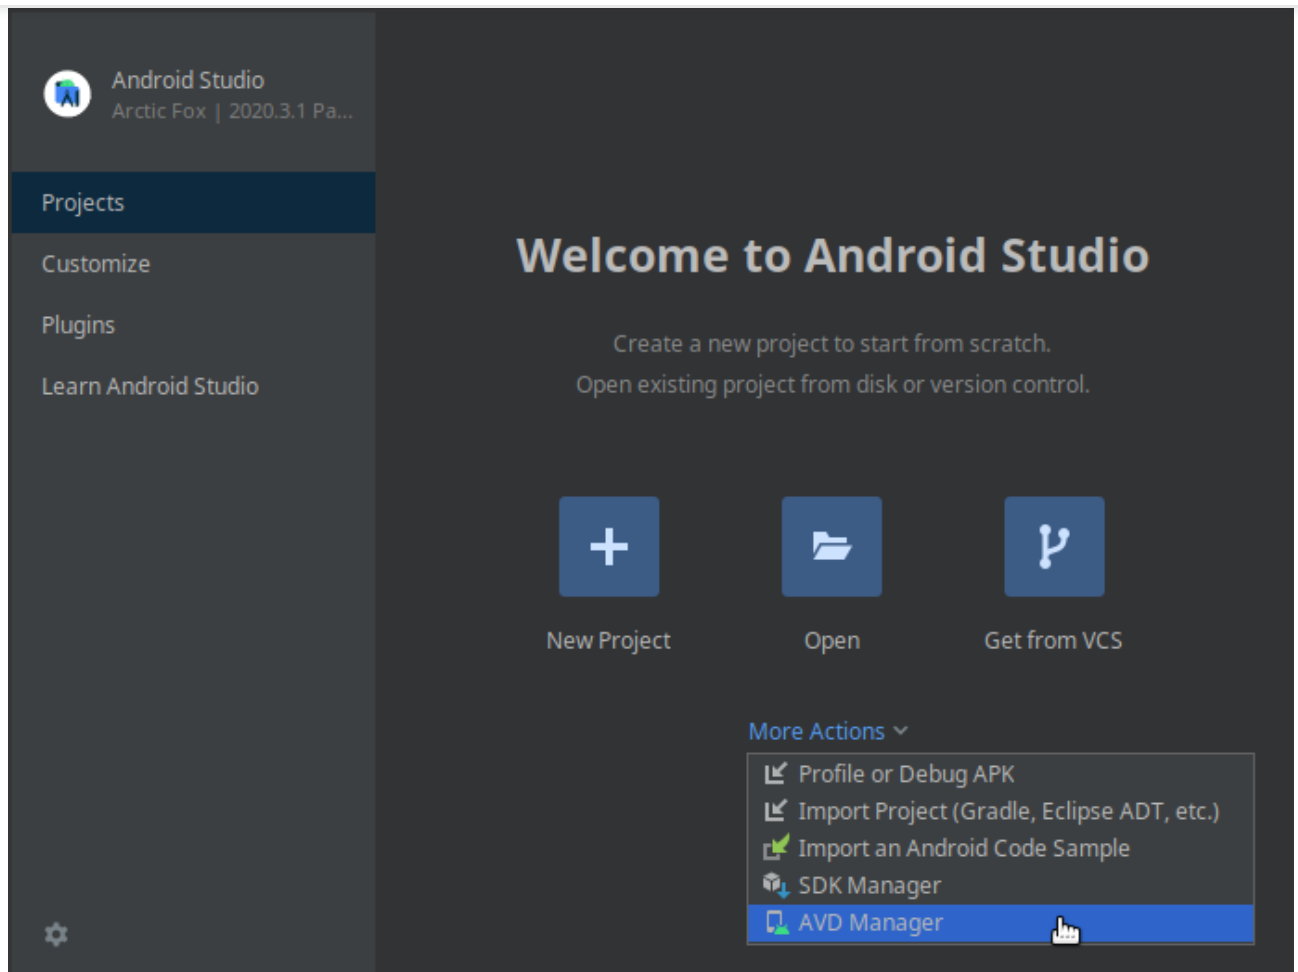 Android Studio
Arctic Fox | 2020.3.1 Pa...
Projects
Customize
Plugins
Learn Android Studio
Welcome to Android Studio
Create a new project to start from scratch.
Open existing project from disk or version control.
New Project
Open
Get from VCS
More Actions
Profile or Debug APK
Import Project (Gradle, Eclipse ADT, etc.)
Import an Android Code Sample
SDK Manager
AVD Manager